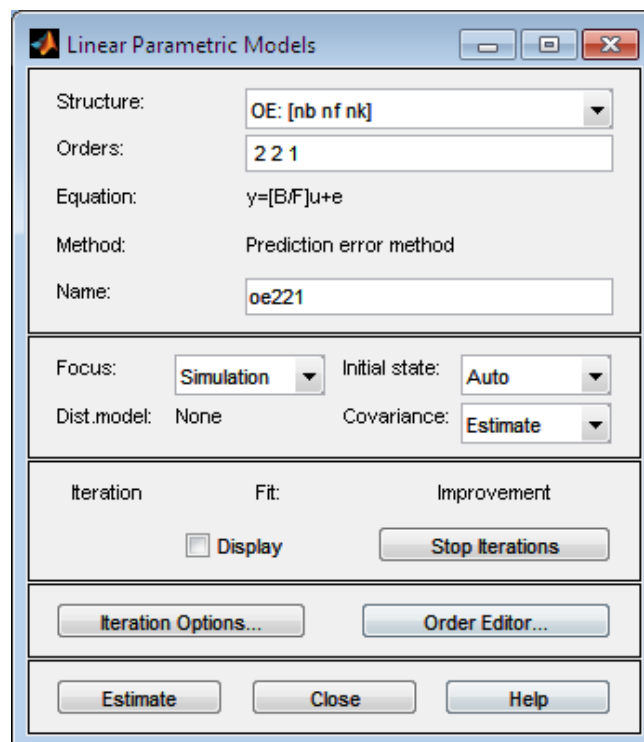 Linear Parametric Models
Structure: OE: [nb nf nk]
Orders: 2 2 1
Equation: y=[B/F]u+e
Method: Prediction error method
Name: oe221
Focus: Simulation Initial state: Auto
Dist.model: None Covariance: Estimate
Iteration Fit: Improvement
Display Stop Iterations
Iteration Options... Order Editor...
Estimate Close Help